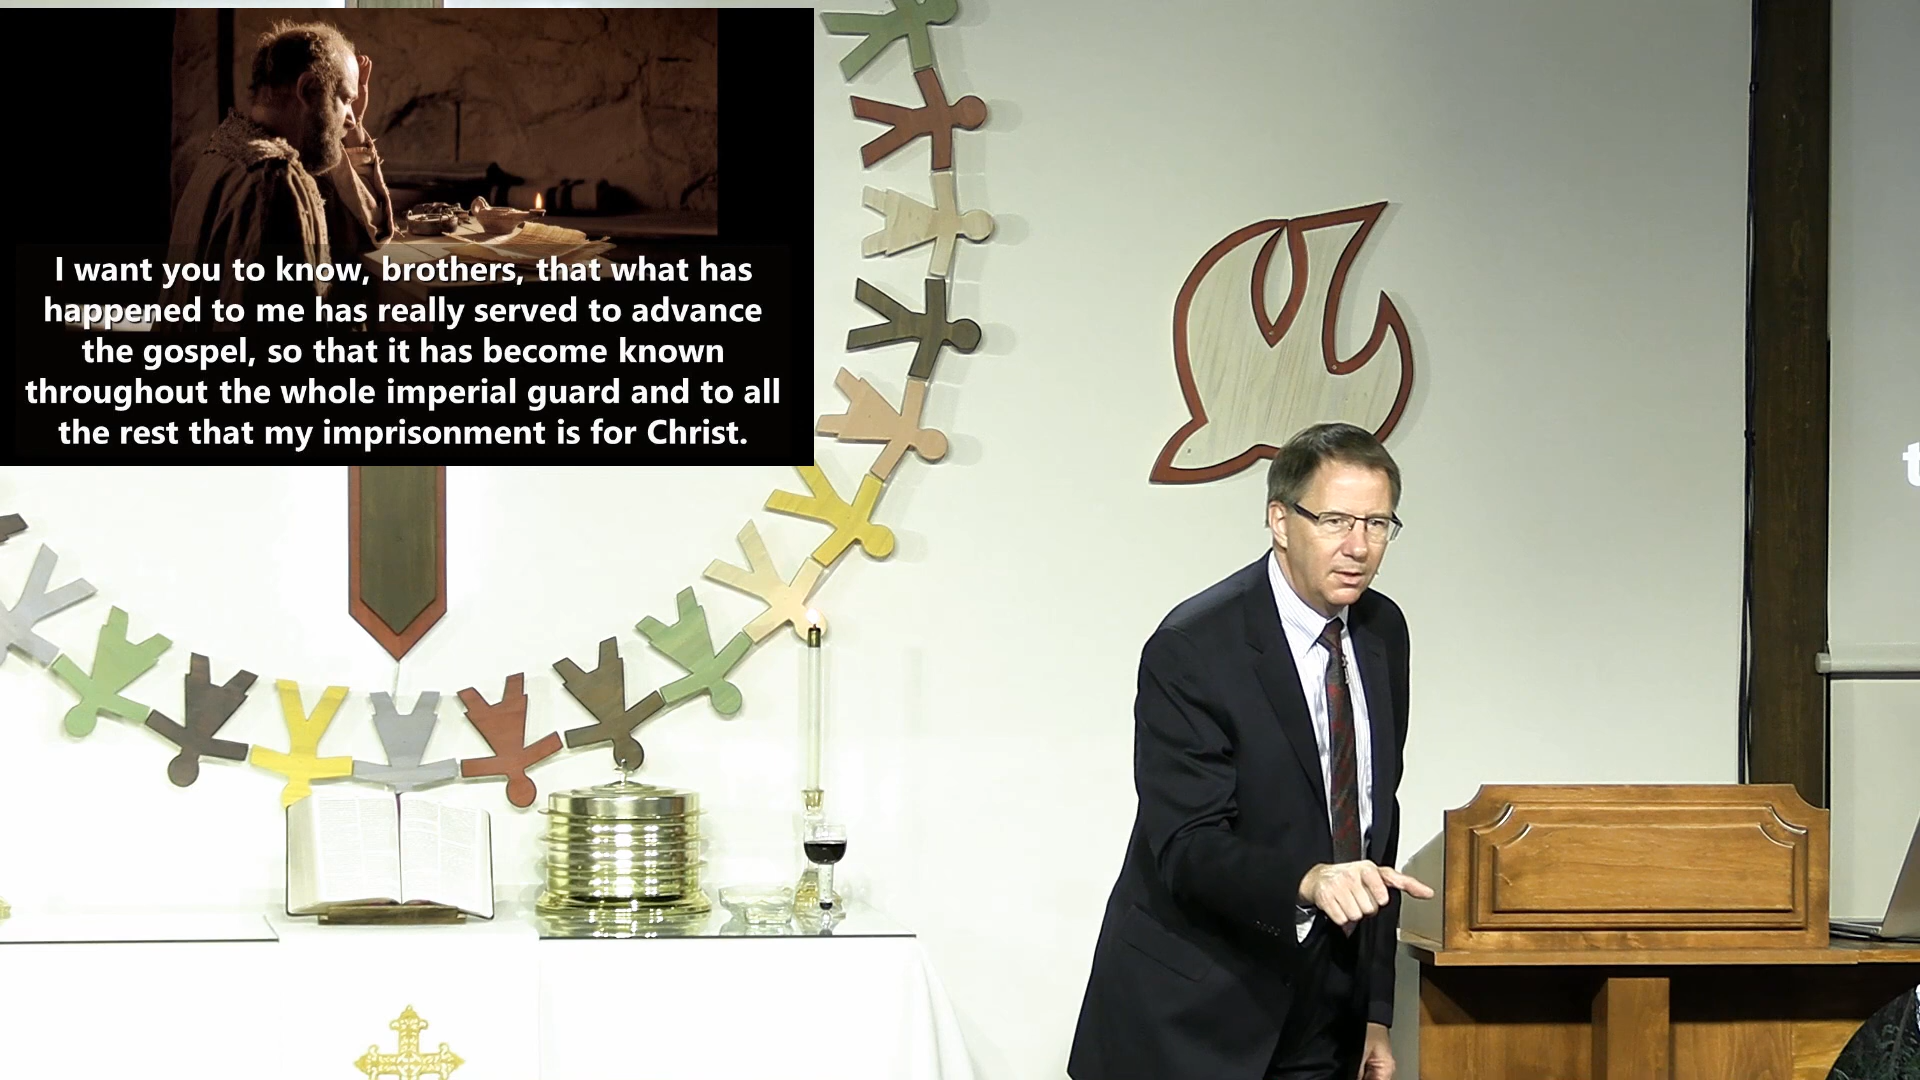 I want you to know, brothers, that what has
happened to me has really served to advance
the gospel, so that it has become known
throughout the whole imperial guard and to all
the rest that my imprisonment is for Christ.
t